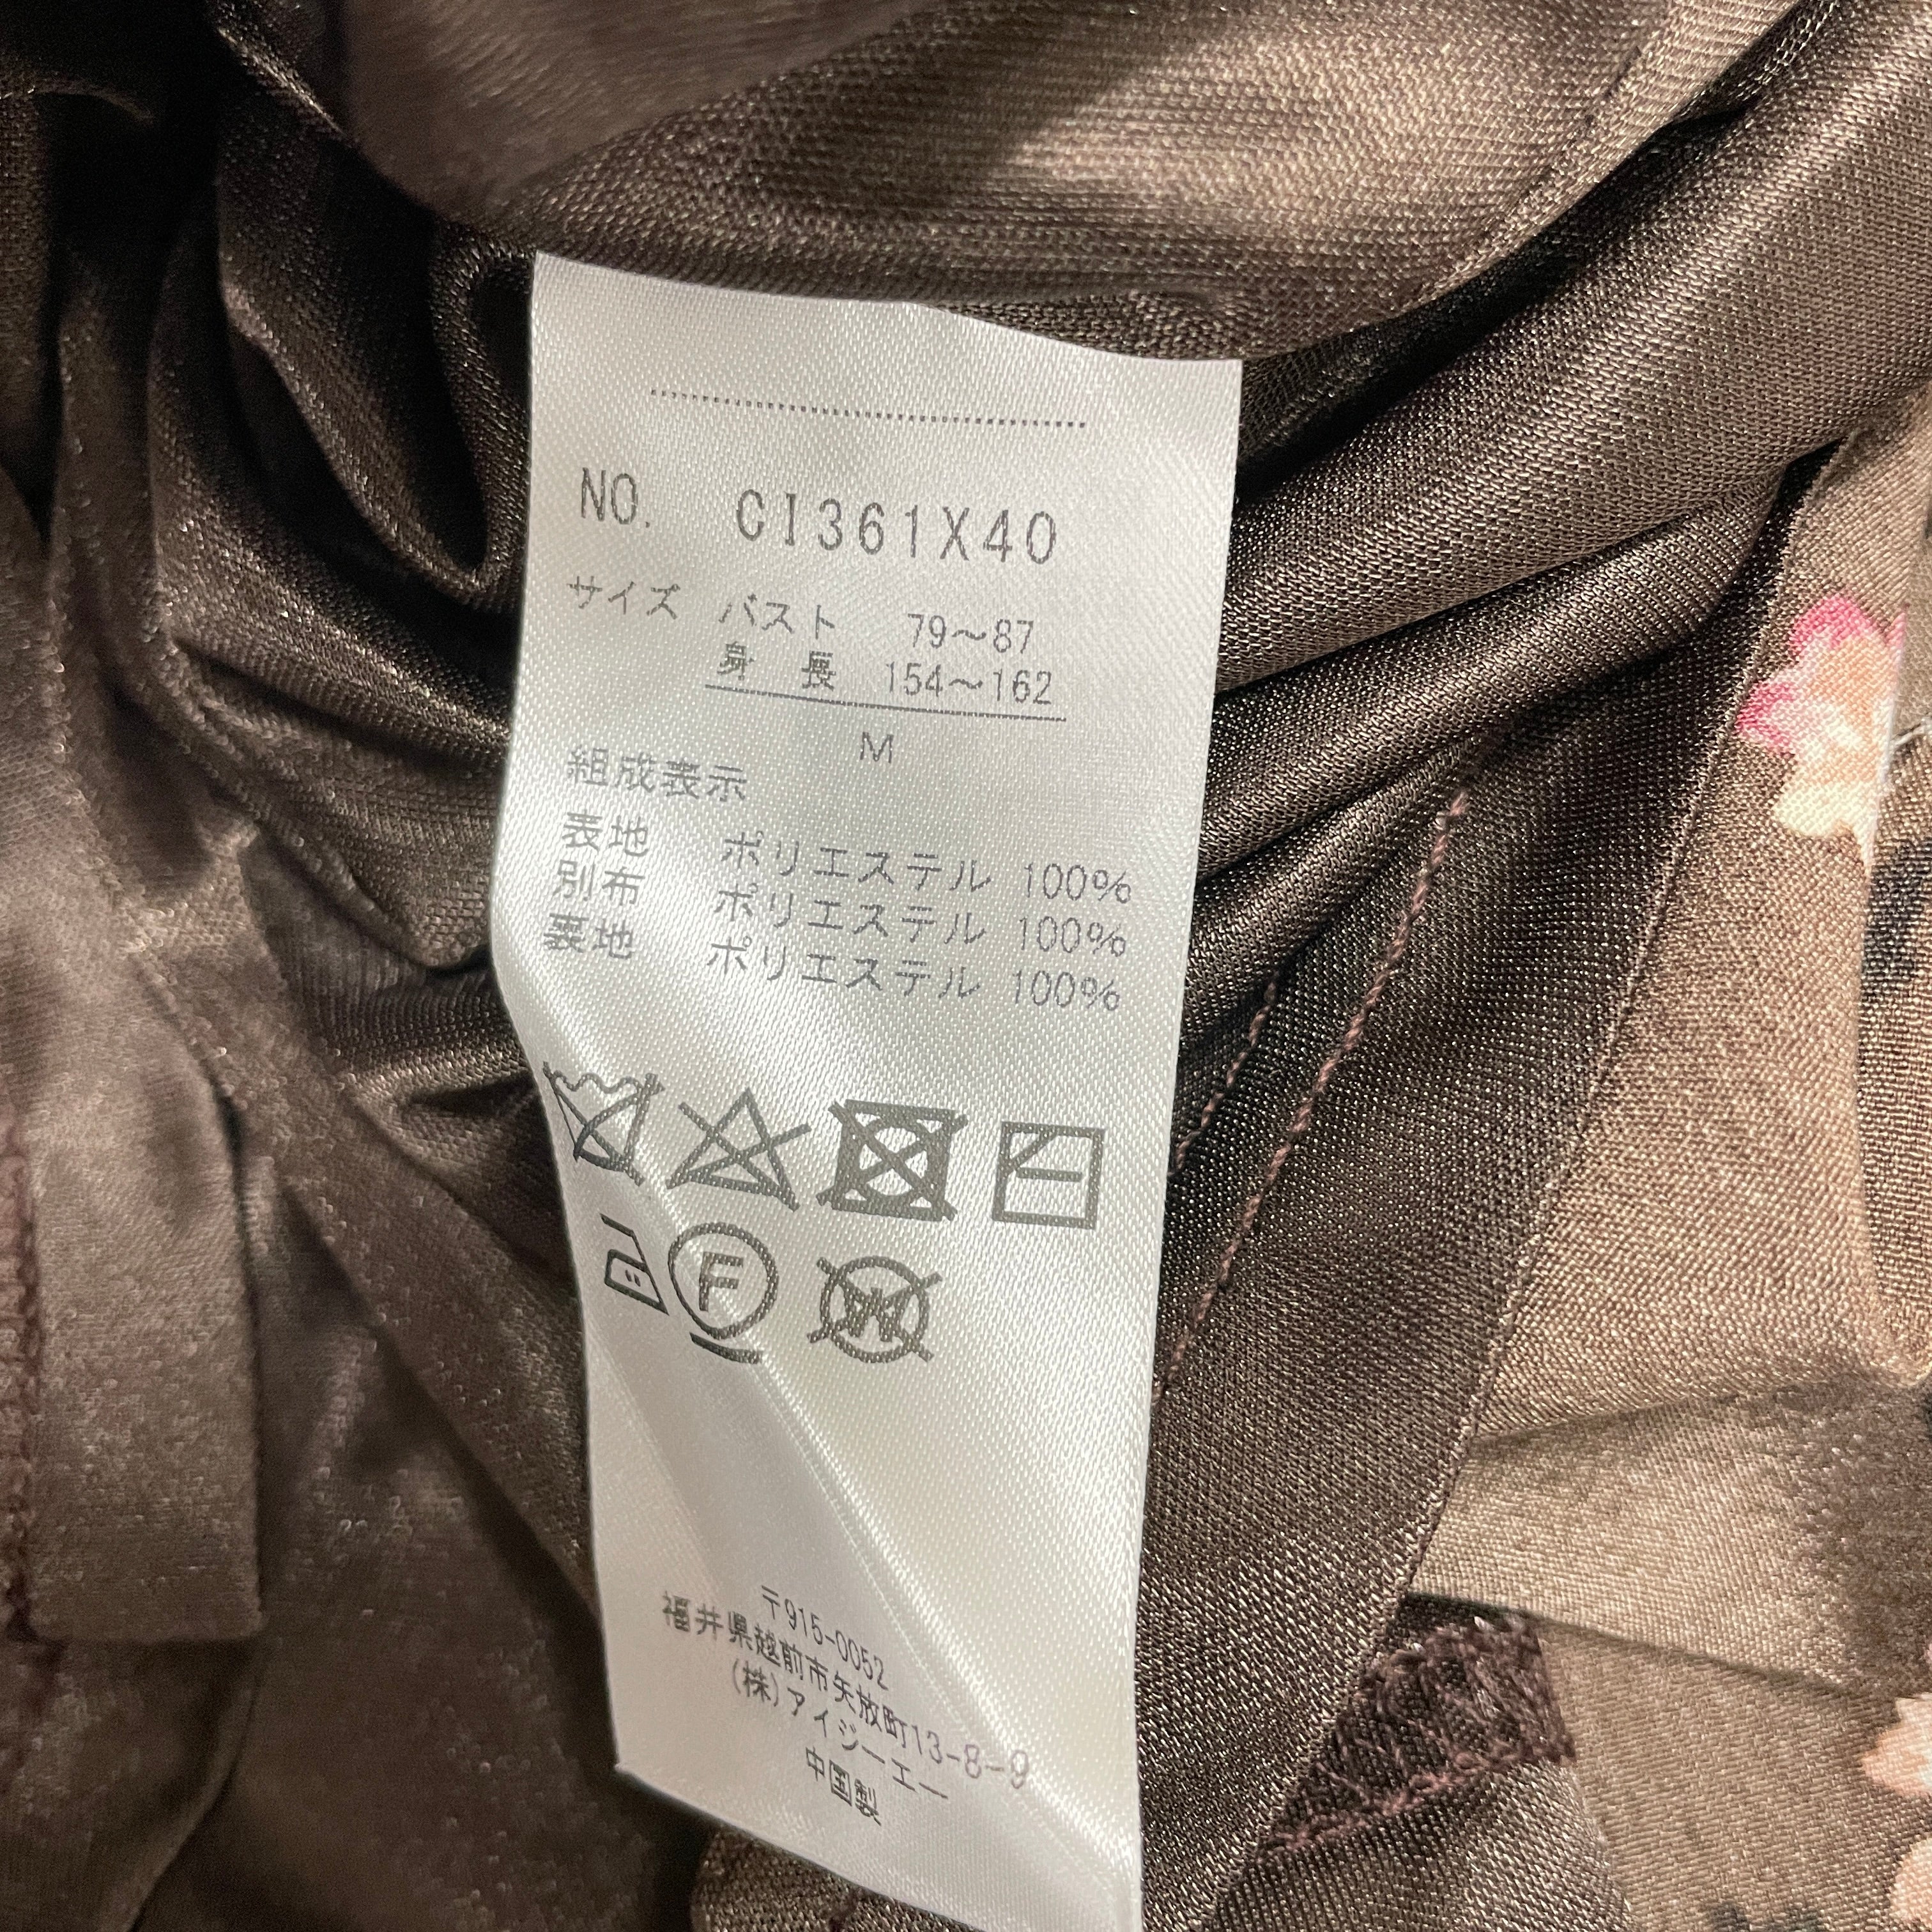 NO. CI361X40
サイズ バスト 79～87
身長 154～162
M
組成表示
表地 ポリエステル 100%
別布 ポリエステル 100%
裏地 ポリエステル 100%
F
W
〒915-0052
福井県越前市矢放町13-8-9
(株)アイジーエー
中国製